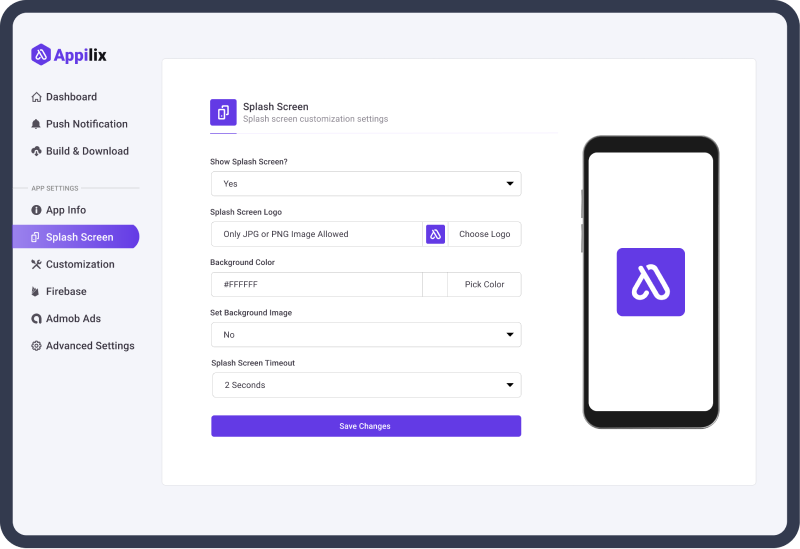 Appilix
Dashboard
Push Notification
Build & Download
APP SETTINGS
App Info
Splash Screen
Customization
Firebase
Admob Ads
Advanced Settings
Splash Screen
Splash screen customization settings
Show Splash Screen?
Yes
Splash Screen Logo
Only JPG or PNG Image Allowed
Choose Logo
Background Color
#FFFFFF
Pick Color
Set Background Image
No
Splash Screen Timeout
2 Seconds
Save Changes